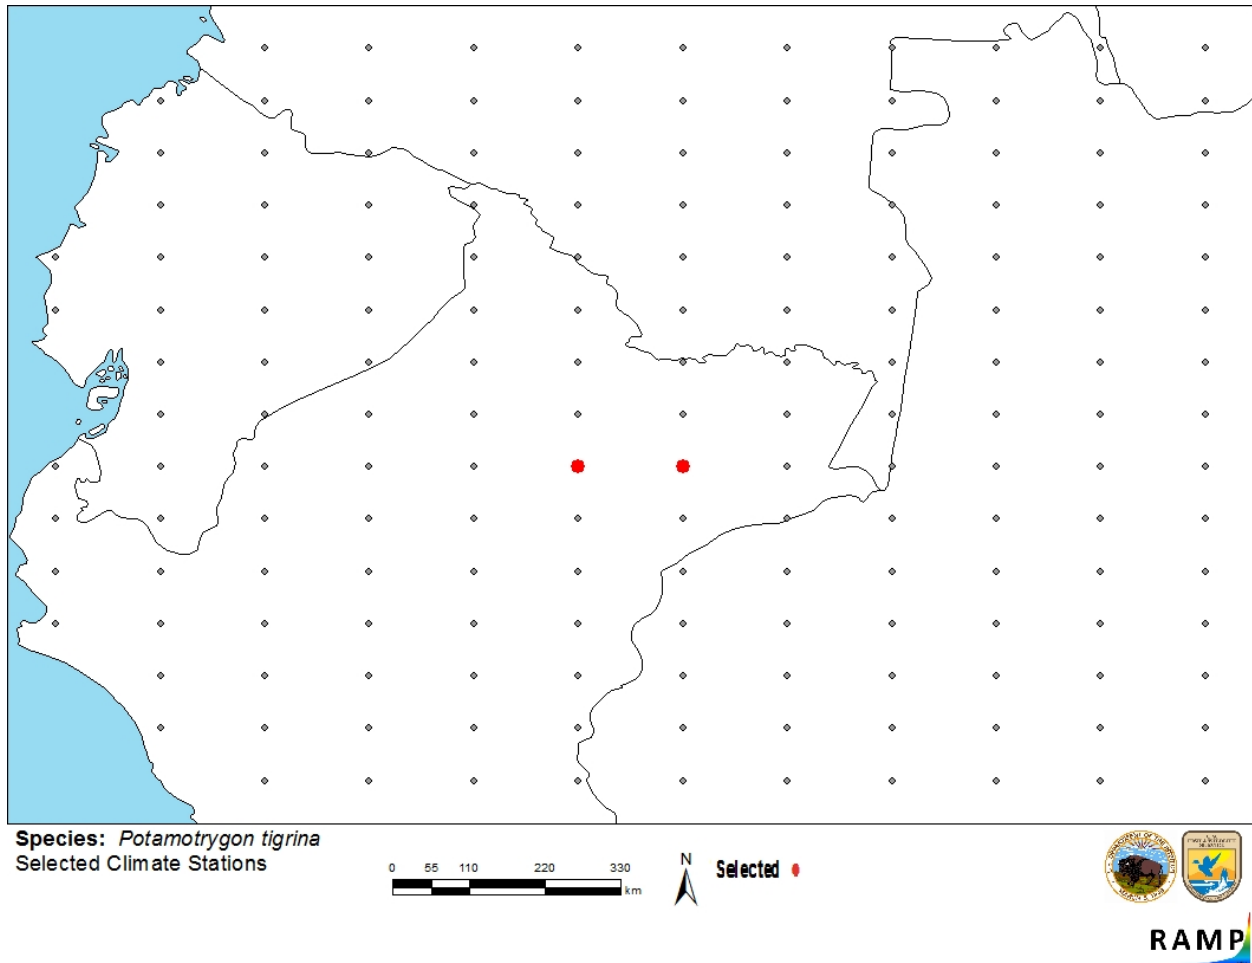 Species: Potamotrygon tigrina
Selected Climate Stations
0 55 110 220 330
km
N
Selected
RAMP